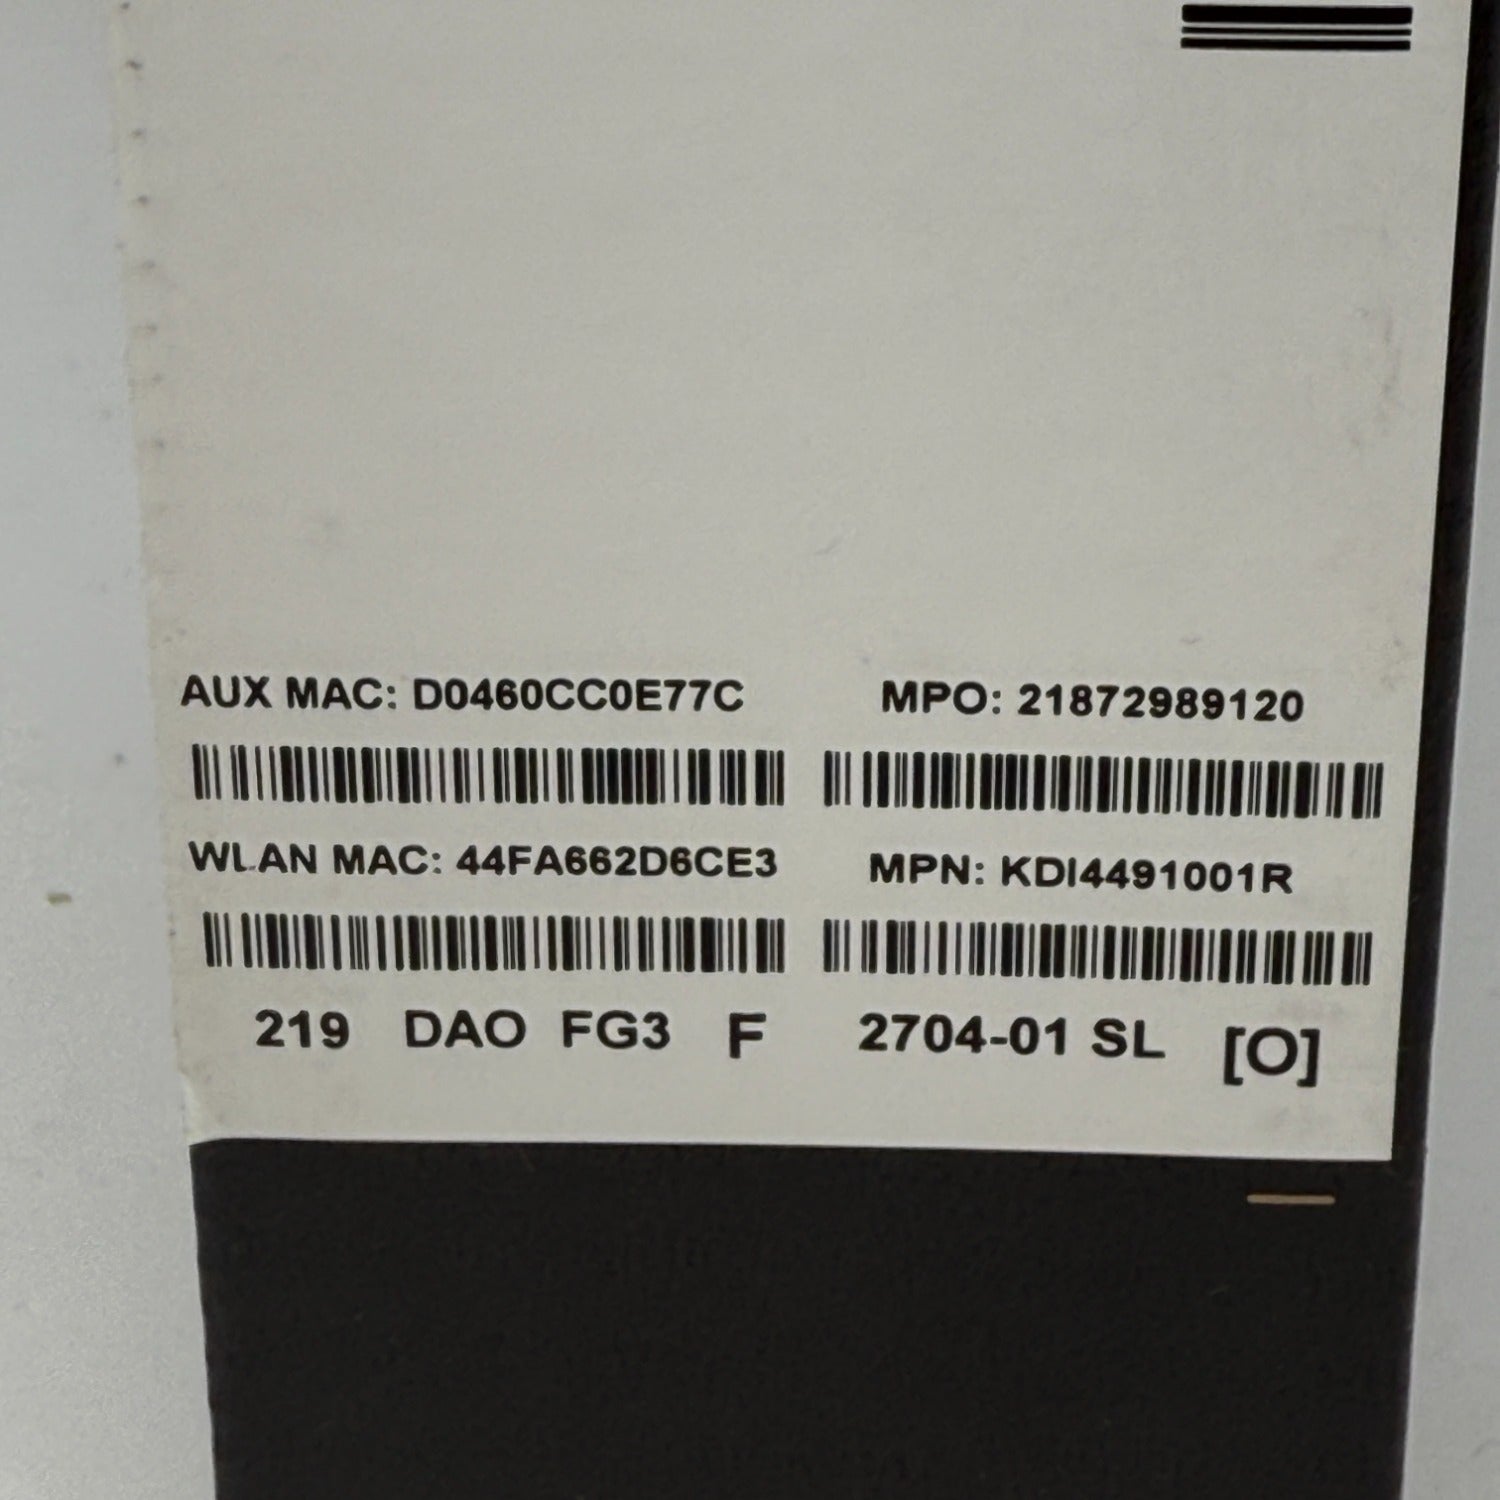 AUX MAC: D0460CC0E77C MPO: 21872989120
WLAN MAC: 44FA662D6CE3 MPN: KDI4491001R
219 DAO FG3 F 2704-01 SL [O]